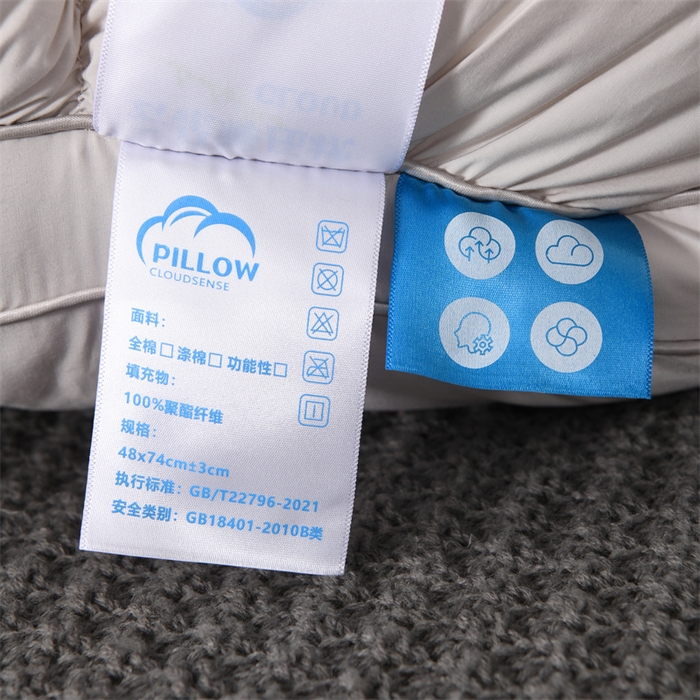 PILLOW
CLOUDSENSE
面料：
全棉□ 涤棉□ 功能性□
填充物：
100%聚酯纤维
规格：
48x74cm±3cm
执行标准：GB/T22796-2021
安全类别：GB18401-2010B类